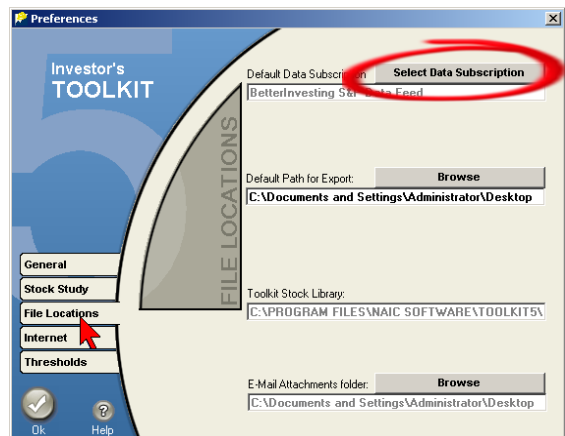 Preferences
Investor's
TOOLKIT
5
FILE LOCATIONS
General
Stock Study
File Locations
Internet
Thresholds
Ok
Help
Default Data Subscription
Select Data Subscription
BetterInvesting S&P Data Feed
Default Path for Export:
Browse
C:\Documents and Settings\Administrator\Desktop
Toolkit Stock Library:
C:\PROGRAM FILES\NAIC SOFTWARE\TOOLKIT5\
E-Mail Attachments folder:
Browse
C:\Documents and Settings\Administrator\Desktop